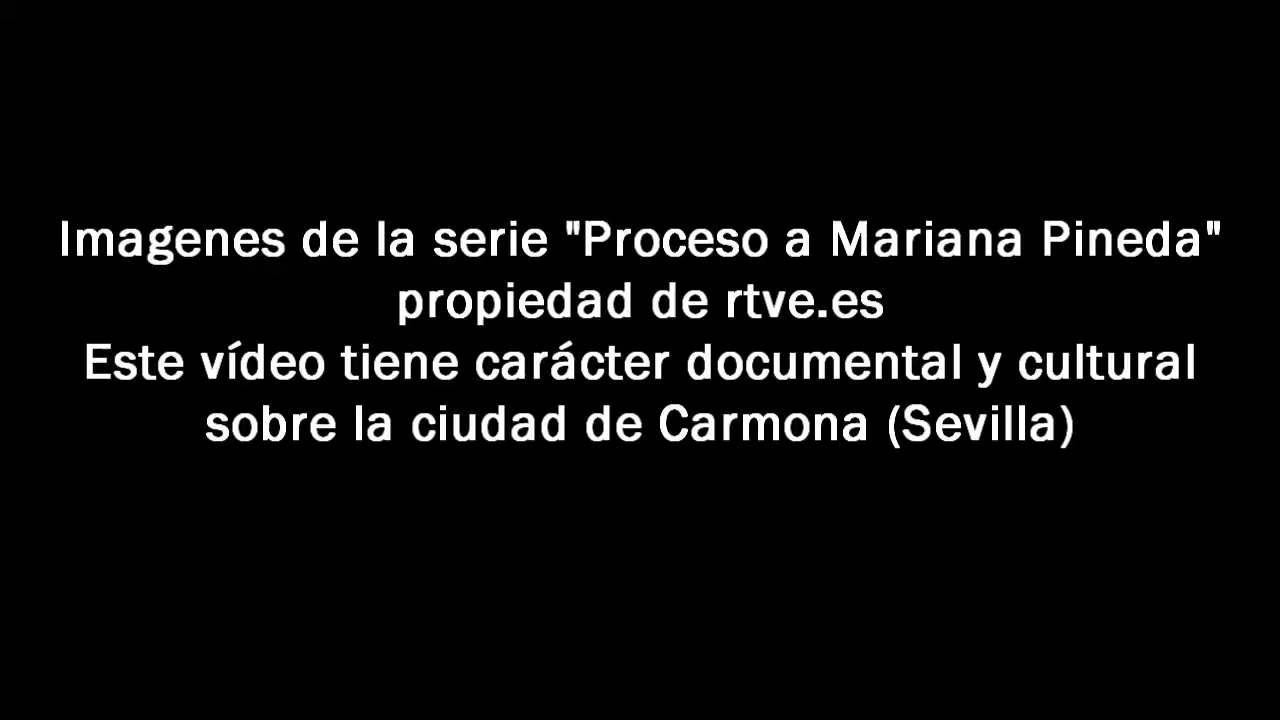 Imagenes de la serie "Proceso a Mariana Pineda"
propiedad de rtve.es
Este vídeo tiene carácter documental y cultural
sobre la ciudad de Carmona (Sevilla)